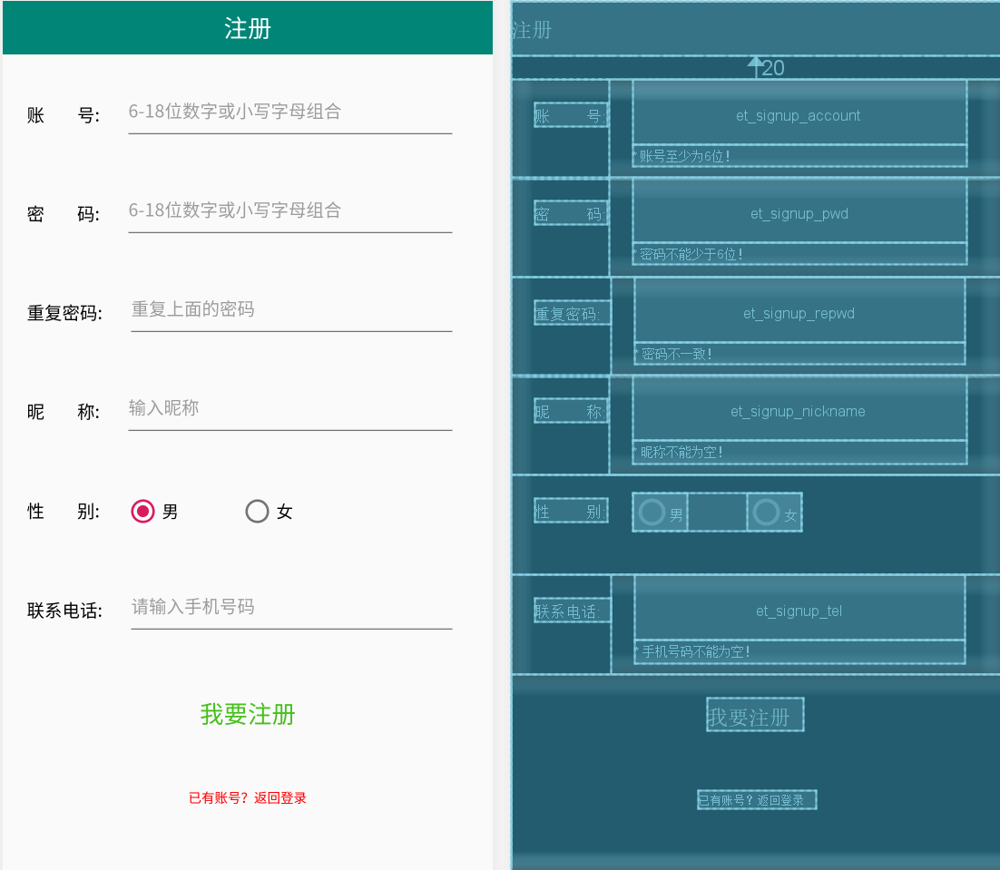 注册
账 号:
6-18位数字或小写字母组合
密 码:
6-18位数字或小写字母组合
重复密码:
重复上面的密码
昵 称:
输入昵称
性 别:
男
女
联系电话:
请输入手机号码
我要注册
已有账号？返回登录
注册
20
账 号:
et_signup_account
* 账号至少为6位!
密 码:
et_signup_pwd
* 密码不能少于6位!
重复密码:
et_signup_repwd
* 密码不一致!
昵 称:
et_signup_nickname
* 昵称不能为空!
性 别:
男
女
联系电话:
et_signup_tel
* 手机号码不能为空!
我要注册
已有账号？返回登录